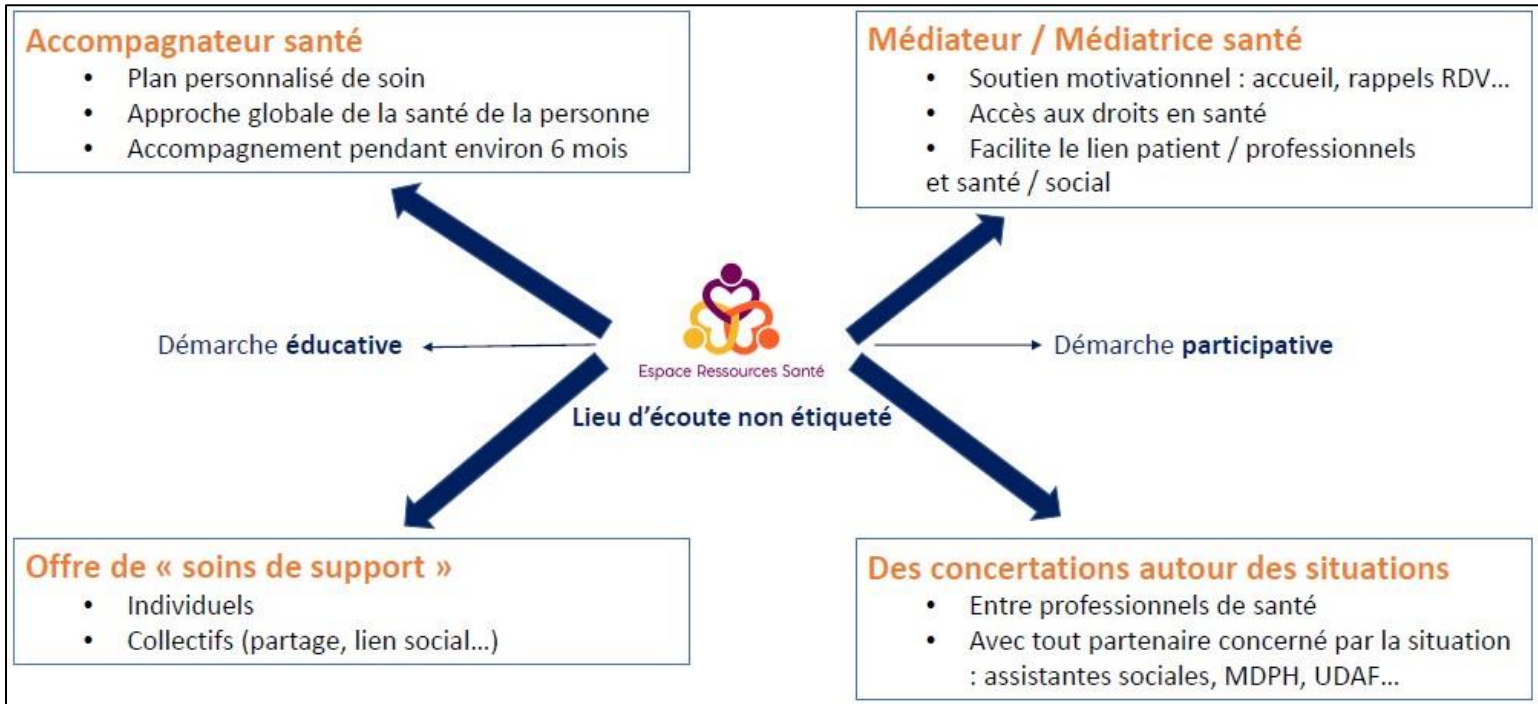 Accompagnateur santé
• Plan personnalisé de soin
• Approche globale de la santé de la personne
• Accompagnement pendant environ 6 mois
Médiateur / Médiatrice santé
• Soutien motivationnel : accueil, rappels RDV…
• Accès aux droits en santé
• Facilite le lien patient / professionnels
et santé / social
Démarche éducative
Espace Ressources Santé
Lieu d’écoute non étiqueté
Démarche participative
Offre de « soins de support »
• Individuels
• Collectifs (partage, lien social…)
Des concertations autour des situations
• Entre professionnels de santé
• Avec tout partenaire concerné par la situation
: assistantes sociales, MDPH, UDAF…